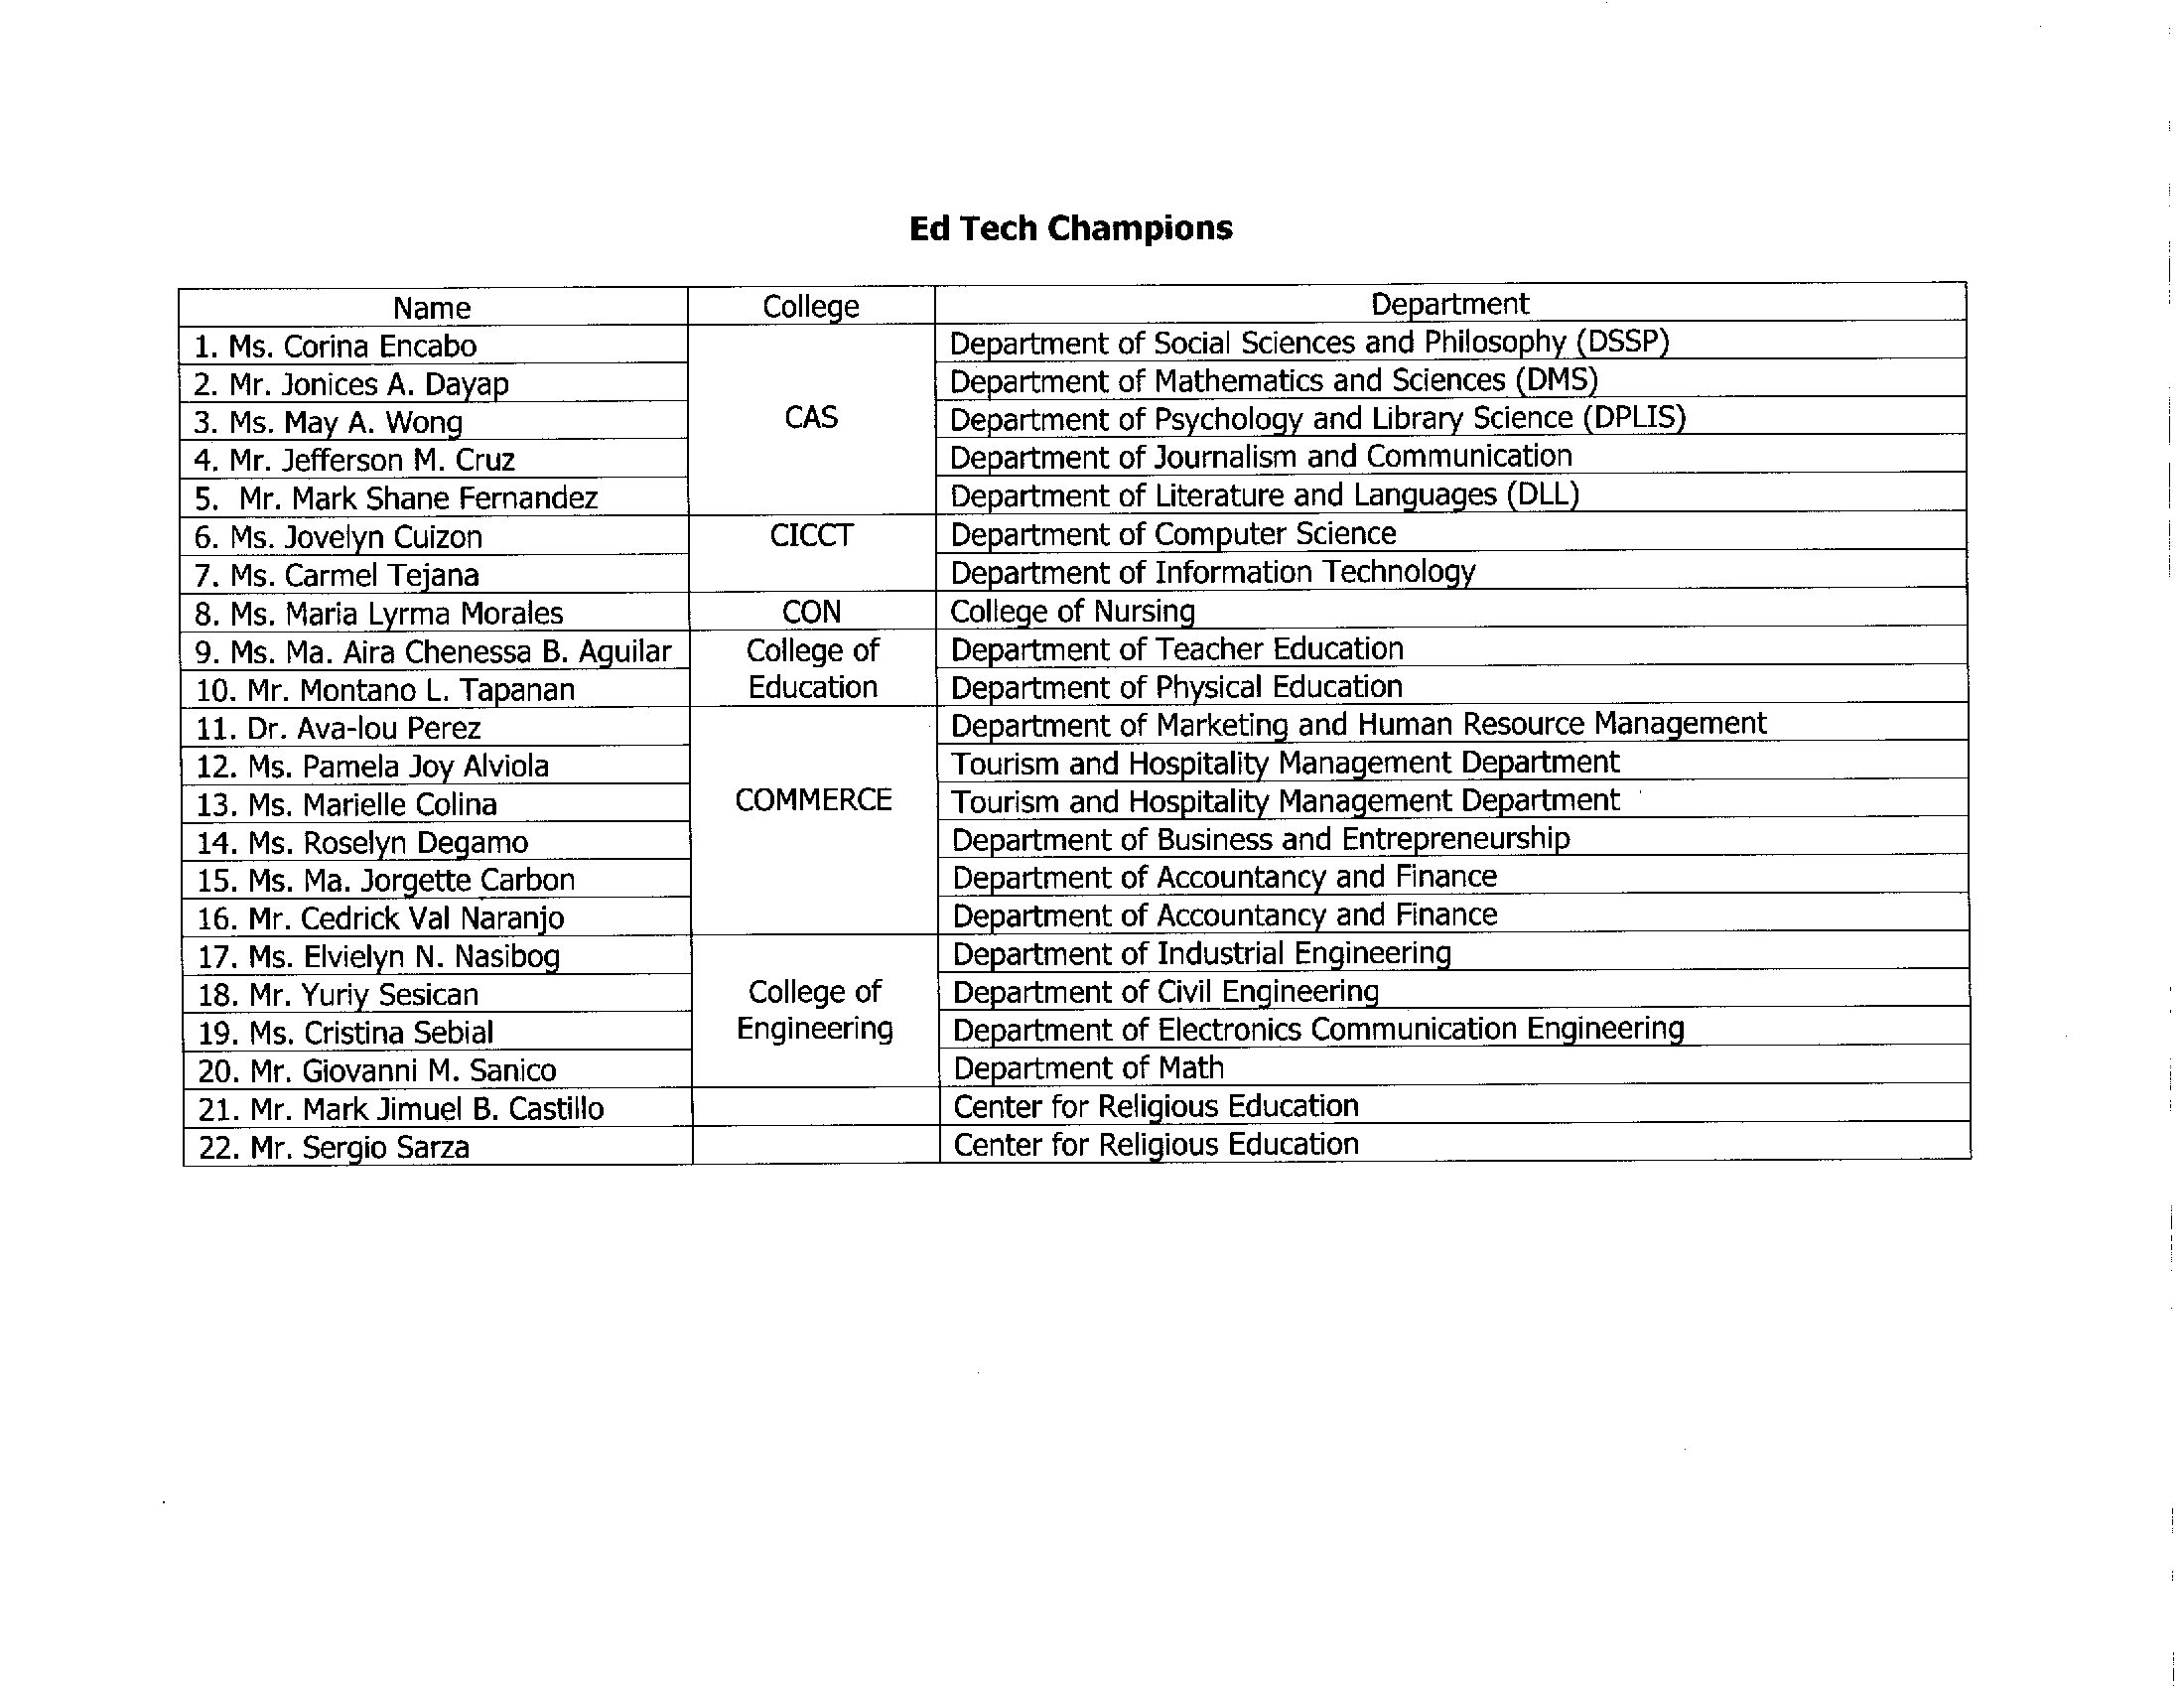 Ed Tech Champions
Name College Department
1. Ms. Corina Encabo Department of Social Sciences and Philosophy (DSSP)
2. Mr. Jonices A. Dayap Department of Mathematics and Sciences (DMS)
3. Ms. May A. Wong CAS Department of Psychology and Library Science (DPLIS)
4. Mr. Jefferson M. Cruz Department of Journalism and Communication
5. Mr. Mark Shane Fernandez Department of Literature and Languages (DLL)
6. Ms. Jovelyn Cuizon CICCT Department of Computer Science
7. Ms. Carmel Tejana Department of Information Technology
8. Ms. Maria Lyrma Morales CON College of Nursing
9. Ms. Ma. Aira Chenessa B. Aguilar College of Department of Teacher Education
10. Mr. Montano L. Tapanan Education Department of Physical Education
11. Dr. Ava-lou Perez Department of Marketing and Human Resource Management
12. Ms. Pamela Joy Alviola Tourism and Hospitality Management Department
13. Ms. Marielle Colina COMMERCE Tourism and Hospitality Management Department
14. Ms. Roselyn Degamo Department of Business and Entrepreneurship
15. Ms. Ma. Jorgette Carbon Department of Accountancy and Finance
16. Mr. Cedrick Val Naranjo Department of Accountancy and Finance
17. Ms. Elvielyn N. Nasibog Department of Industrial Engineering
18. Mr. Yuriy Sesican College of Department of Civil Engineering
19. Ms. Cristina Sebial Engineering Department of Electronics Communication Engineering
20. Mr. Giovanni M. Sanico Department of Math
21. Mr. Mark Jimuel B. Castillo Center for Religious Education
22. Mr. Sergio Sarza Center for Religious Education